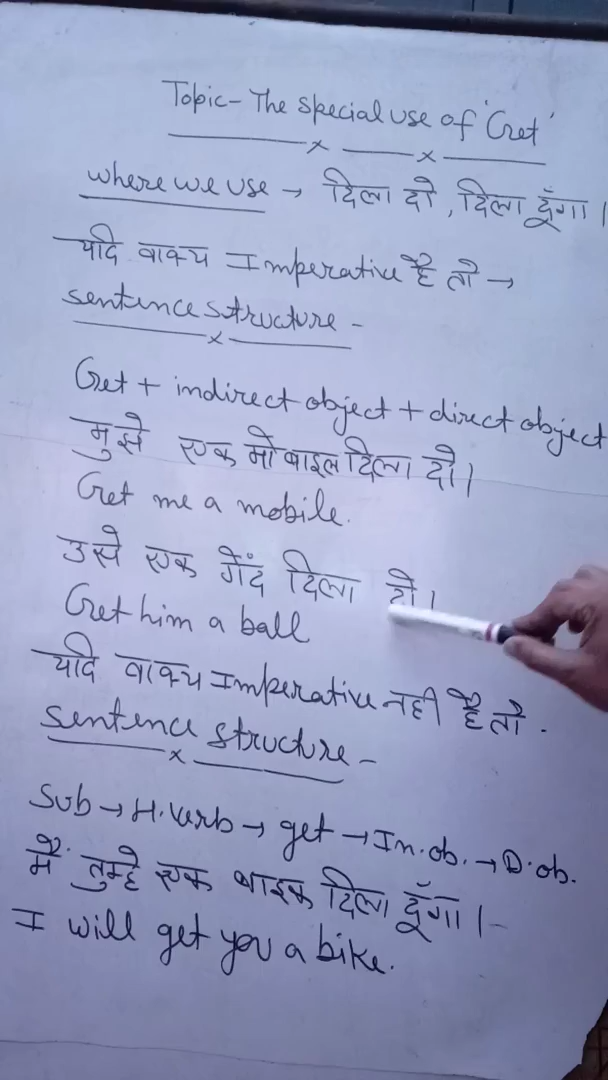 Topic- The special use of 'Get'
where we use → दिला दो, दिला दूँगा।
यदि वाक्य Imperative है तो →
sentence structure -
Get + indirect object + direct object
मुझे एक मोबाइल दिला दो।
Get me a mobile.
उसे एक गेंद दिला दो।
Get him a ball
यदि वाक्य Imperative नही है तो -
sentence structure -
Sub → H. Verb → get → In. ob. → D. ob.
मैं तुम्हे एक बाइक दिला दूँगा।-
I will get you a bike.